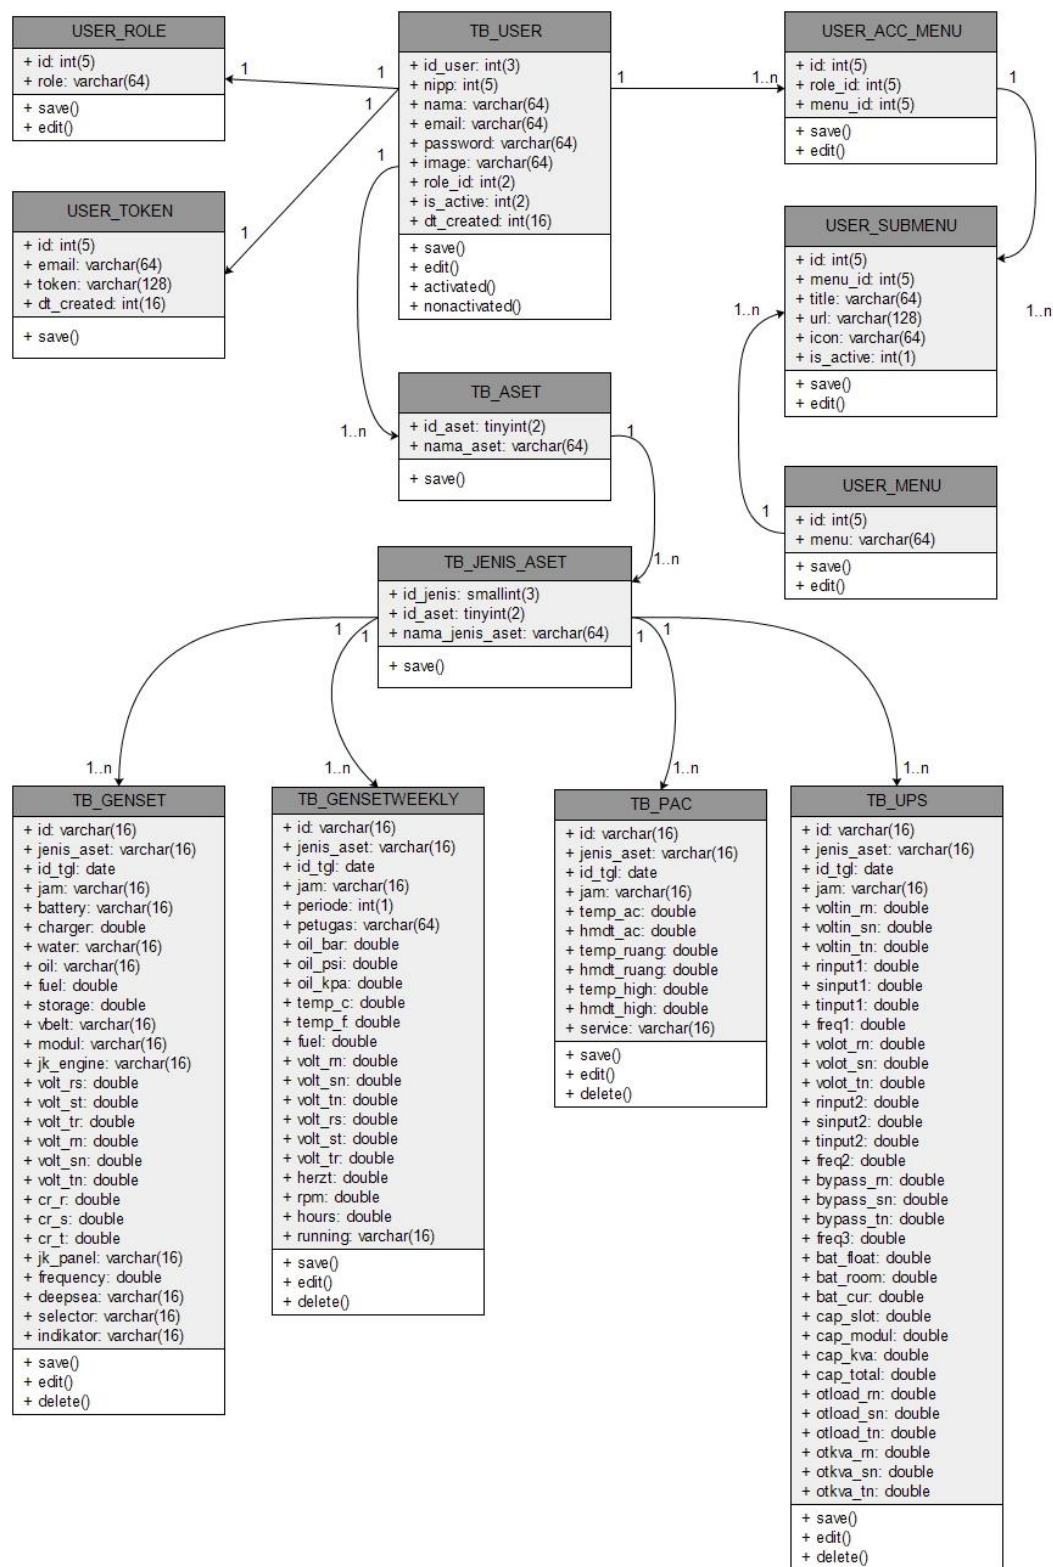 USER_ROLE
+ id: int(5)
+ role: varchar(64)
+ save()
+ edit()
1
1
TB_USER
+ id_user: int(3)
+ nipp: int(5)
+ nama: varchar(64)
+ email: varchar(64)
+ password: varchar(64)
+ image: varchar(64)
+ role_id: int(2)
+ is_active: int(2)
+ dt_created: int(16)
+ save()
+ edit()
+ activated()
+ nonactivated()
1
1..n
USER_ACC_MENU
+ id: int(5)
+ role_id: int(5)
+ menu_id: int(5)
+ save()
+ edit()
1
1..n
1
1
USER_TOKEN
+ id: int(5)
+ email: varchar(64)
+ token: varchar(128)
+ dt_created: int(16)
+ save()
USER_SUBMENU
+ id: int(5)
+ menu_id: int(5)
+ title: varchar(64)
+ url: varchar(128)
+ icon: varchar(64)
+ is_active: int(1)
+ save()
+ edit()
1..n
1
USER_MENU
+ id: int(5)
+ menu: varchar(64)
+ save()
+ edit()
1
1..n
TB_ASET
+ id_aset: tinyint(2)
+ nama_aset: varchar(64)
+ save()
1
1..n
TB_JENIS_ASET
+ id_jenis: smallint(3)
+ id_aset: tinyint(2)
+ nama_jenis_aset: varchar(64)
+ save()
1
1
1
1
1..n
1..n
1..n
1..n
TB_GENSET
+ id: varchar(16)
+ jenis_aset: varchar(16)
+ id_tgl: date
+ jam: varchar(16)
+ battery: varchar(16)
+ charger: double
+ water: varchar(16)
+ oil: varchar(16)
+ fuel: double
+ storage: double
+ vbelt: varchar(16)
+ modul: varchar(16)
+ jk_engine: varchar(16)
+ volt_rs: double
+ volt_st: double
+ volt_tr: double
+ volt_rn: double
+ volt_sn: double
+ volt_tn: double
+ cr_r: double
+ cr_s: double
+ cr_t: double
+ jk_panel: varchar(16)
+ frequency: double
+ deepsea: varchar(16)
+ selector: varchar(16)
+ indikator: varchar(16)
+ save()
+ edit()
+ delete()
TB_GENSETWEEKLY
+ id: varchar(16)
+ jenis_aset: varchar(16)
+ id_tgl: date
+ jam: varchar(16)
+ periode: int(1)
+ petugas: varchar(64)
+ oil_bar: double
+ oil_psi: double
+ oil_kpa: double
+ temp_c: double
+ temp_f: double
+ fuel: double
+ volt_rn: double
+ volt_sn: double
+ volt_tn: double
+ volt_rs: double
+ volt_st: double
+ volt_tr: double
+ herzt: double
+ rpm: double
+ hours: double
+ running: varchar(16)
+ save()
+ edit()
+ delete()
TB_PAC
+ id: varchar(16)
+ jenis_aset: varchar(16)
+ id_tgl: date
+ jam: varchar(16)
+ temp_ac: double
+ hmdt_ac: double
+ temp_ruang: double
+ hmdt_ruang: double
+ temp_high: double
+ hmdt_high: double
+ service: varchar(16)
+ save()
+ edit()
+ delete()
TB_UPS
+ id: varchar(16)
+ jenis_aset: varchar(16)
+ id_tgl: date
+ jam: varchar(16)
+ voltin_rn: double
+ voltin_sn: double
+ voltin_tn: double
+ rinput1: double
+ sinput1: double
+ tinput1: double
+ freq1: double
+ volot_rn: double
+ volot_sn: double
+ volot_tn: double
+ rinput2: double
+ sinput2: double
+ tinput2: double
+ freq2: double
+ bypass_rn: double
+ bypass_sn: double
+ bypass_tn: double
+ freq3: double
+ bat_float: double
+ bat_room: double
+ bat_cur: double
+ cap_slot: double
+ cap_modul: double
+ cap_kva: double
+ cap_total: double
+ otload_rn: double
+ otload_sn: double
+ otload_tn: double
+ otkva_rn: double
+ otkva_sn: double
+ otkva_tn: double
+ save()
+ edit()
+ delete()